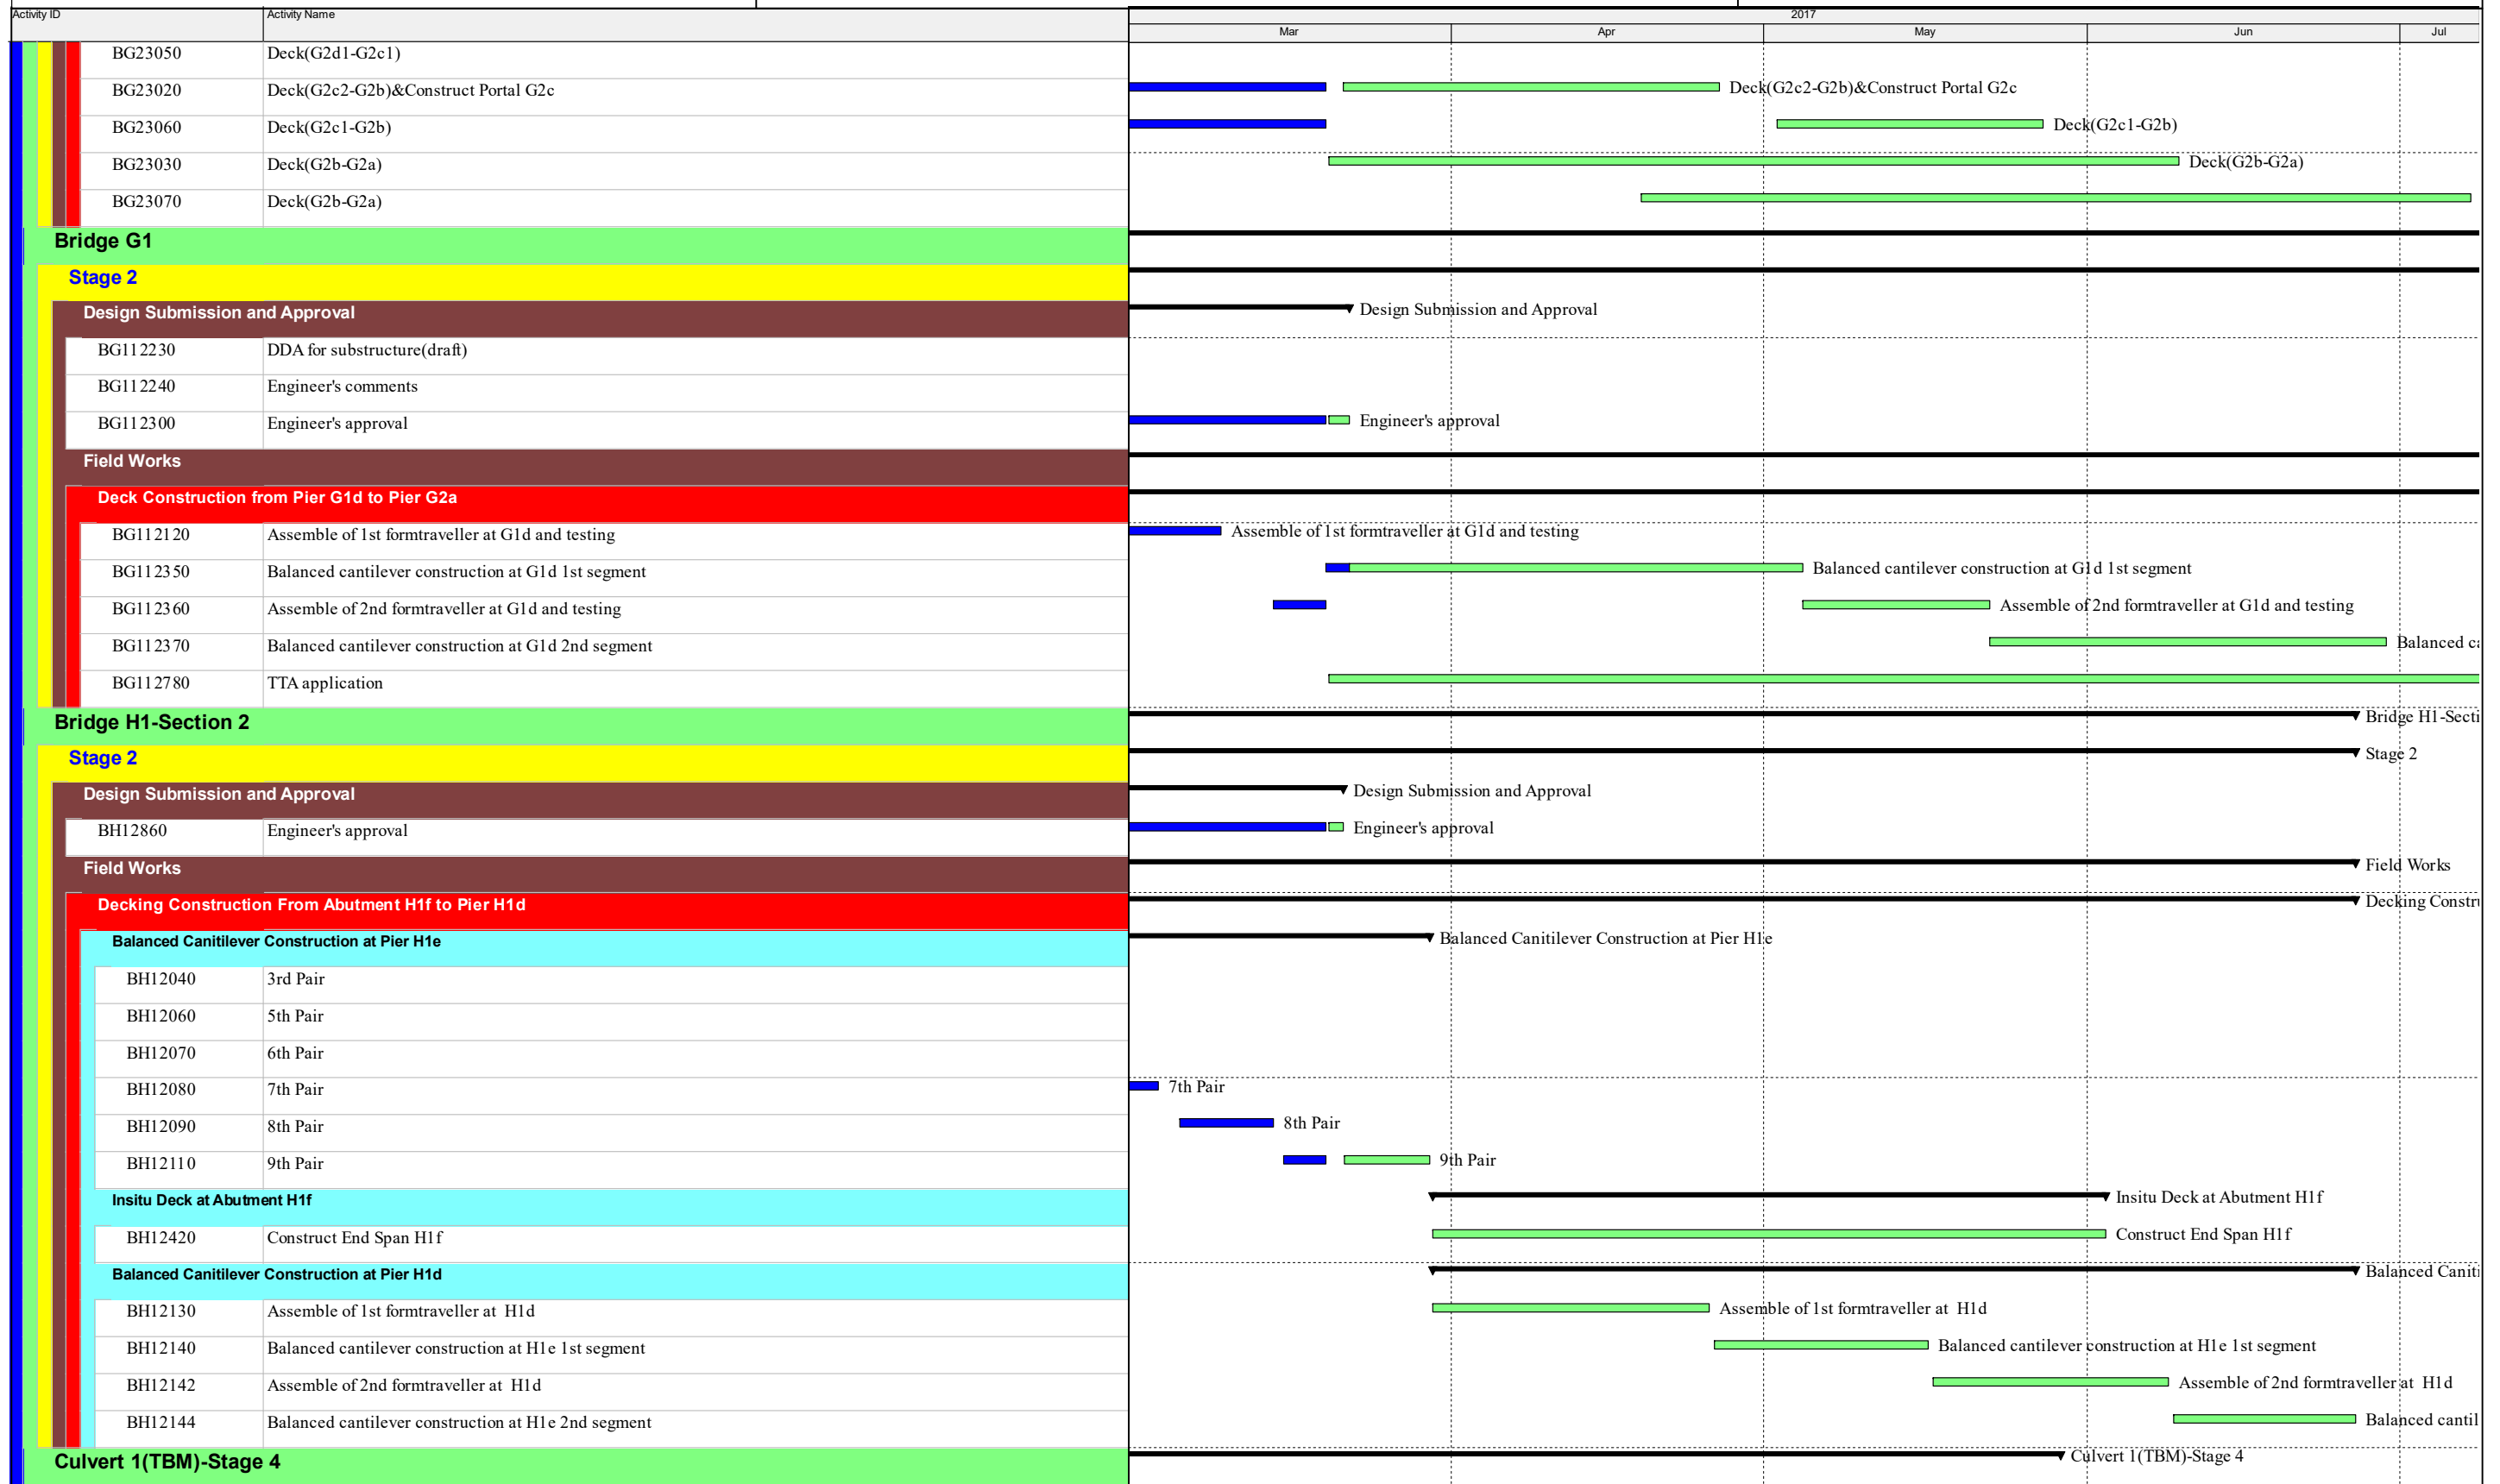 Activity ID Activity Name 2017
Mar Apr May Jun Jul
BG23050 Deck(G2d1-G2c1)
BG23020 Deck(G2c2-G2b)&Construct Portal G2c Deck(G2c2-G2b)&Construct Portal G2c
BG23060 Deck(G2c1-G2b) Deck(G2c1-G2b)
BG23030 Deck(G2b-G2a) Deck(G2b-G2a)
BG23070 Deck(G2b-G2a)
Bridge G1
Stage 2
Design Submission and Approval Design Submission and Approval
BG112230 DDA for substructure(draft)
BG112240 Engineer's comments
BG112300 Engineer's approval Engineer's approval
Field Works
Deck Construction from Pier G1d to Pier G2a
BG112120 Assemble of 1st formtraveller at G1d and testing Assemble of 1st formtraveller at G1d and testing
BG112350 Balanced cantilever construction at G1d 1st segment Balanced cantilever construction at G1d 1st segment
BG112360 Assemble of 2nd formtraveller at G1d and testing Assemble of 2nd formtraveller at G1d and testing
BG112370 Balanced cantilever construction at G1d 2nd segment Balanced ca
BG112780 TTA application
Bridge H1-Section 2 Bridge H1-Secti
Stage 2 Stage 2
Design Submission and Approval Design Submission and Approval
BH12860 Engineer's approval Engineer's approval
Field Works Field Works
Decking Construction From Abutment H1f to Pier H1d Decking Constru
Balanced Canitilever Construction at Pier H1e Balanced Canitilever Construction at Pier H1e
BH12040 3rd Pair
BH12060 5th Pair
BH12070 6th Pair
BH12080 7th Pair 7th Pair
BH12090 8th Pair 8th Pair
BH12110 9th Pair 9th Pair
Insitu Deck at Abutment H1f Insitu Deck at Abutment H1f
BH12420 Construct End Span H1f Construct End Span H1f
Balanced Canitilever Construction at Pier H1d Balanced Caniti
BH12130 Assemble of 1st formtraveller at H1d Assemble of 1st formtraveller at H1d
BH12140 Balanced cantilever construction at H1e 1st segment Balanced cantilever construction at H1e 1st segment
BH12142 Assemble of 2nd formtraveller at H1d Assemble of 2nd formtraveller at H1d
BH12144 Balanced cantilever construction at H1e 2nd segment Balanced cantil
Culvert 1(TBM)-Stage 4 Culvert 1(TBM)-Stage 4